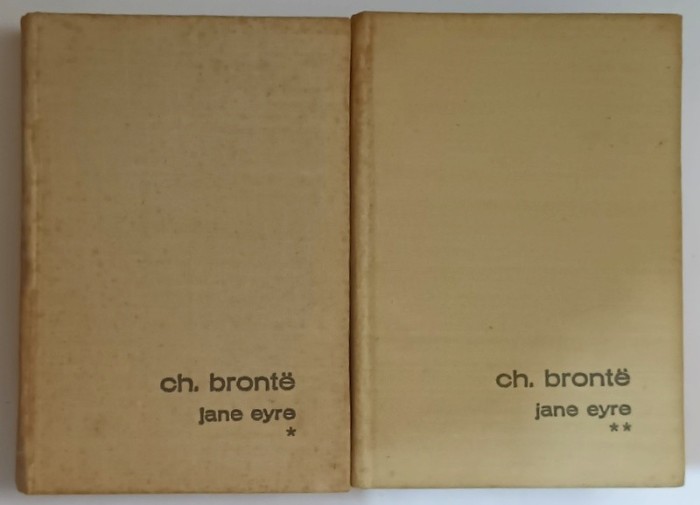 ch. brontë
jane eyre
*
ch. brontë
jane eyre
**